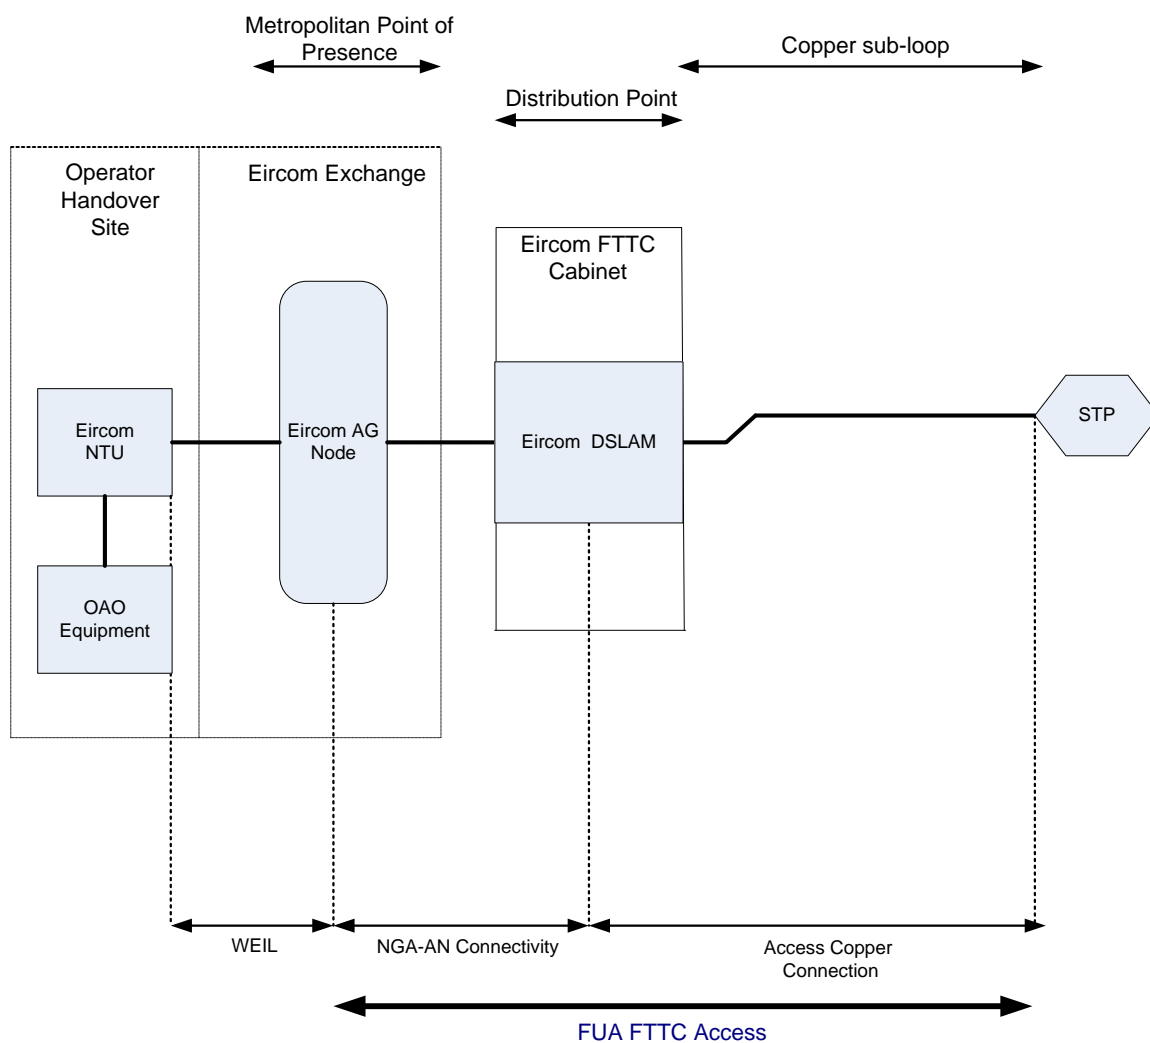 Metropolitan Point of
Presence
Copper sub-loop
Distribution Point
Operator
Handover
Site
Eircom Exchange
Eircom FTTC
Cabinet
Eircom
NTU
Eircom AG
Node
Eircom DSLAM
STP
OAO
Equipment
WEIL
NGA-AN Connectivity
Access Copper
Connection
FUA FTTC Access